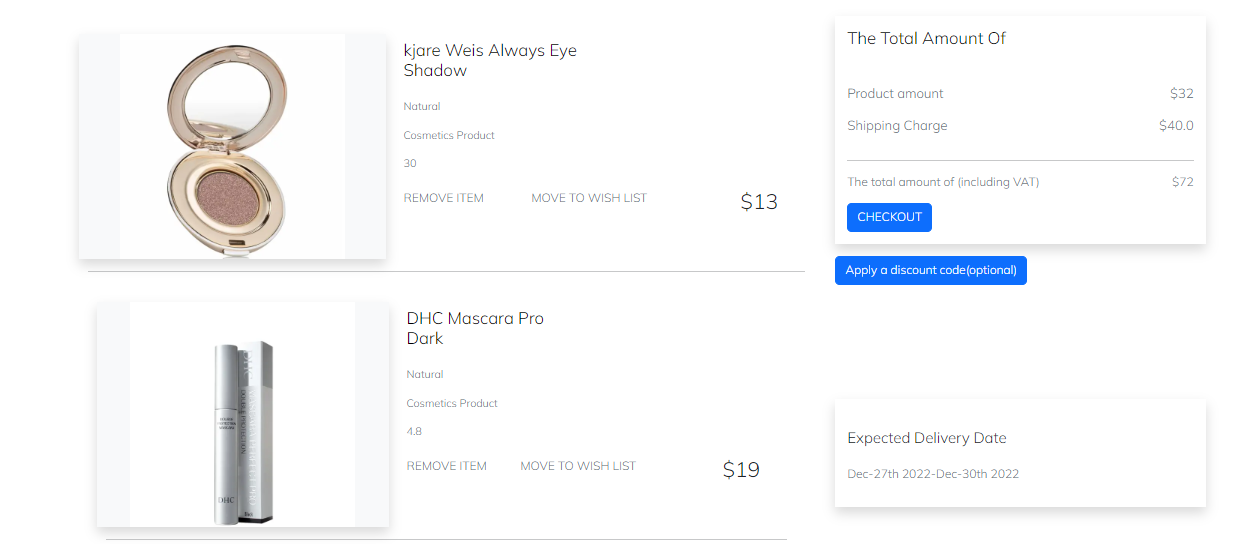 kjare Weis Always Eye
Shadow
Natural
Cosmetics Product
30
REMOVE ITEM
MOVE TO WISH LIST
$13
DHC Mascara Pro
Dark
Natural
Cosmetics Product
4.8
REMOVE ITEM
MOVE TO WISH LIST
$19
DHC
The Total Amount Of
Product amount $32
Shipping Charge $40.0
The total amount of (including VAT) $72
CHECKOUT
Apply a discount code(optional)
Expected Delivery Date
Dec-27th 2022-Dec-30th 2022